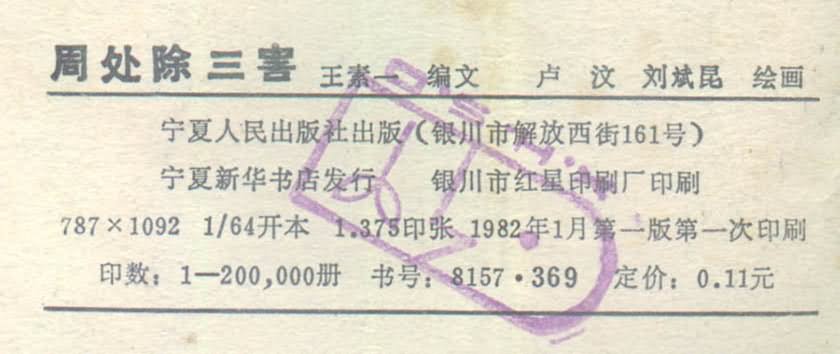 周处除三害 王素一 编文 卢 汶 刘斌昆 绘画
宁夏人民出版社出版（银川市解放西街161号）
宁夏新华书店发行 银川市红星印刷厂印刷
787×1092 1/64开本 1.375印张 1982年1月第一版第一次印刷
印数：1—200,000册 书号：8157·369 定价：0.11元